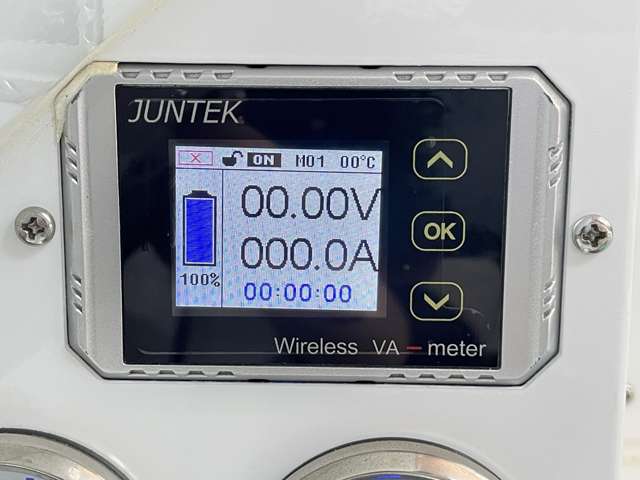 JUNTEK
X ON M01 00°C
00.00V
000.0A
100%
00:00:00
OK
Wireless VA – meter